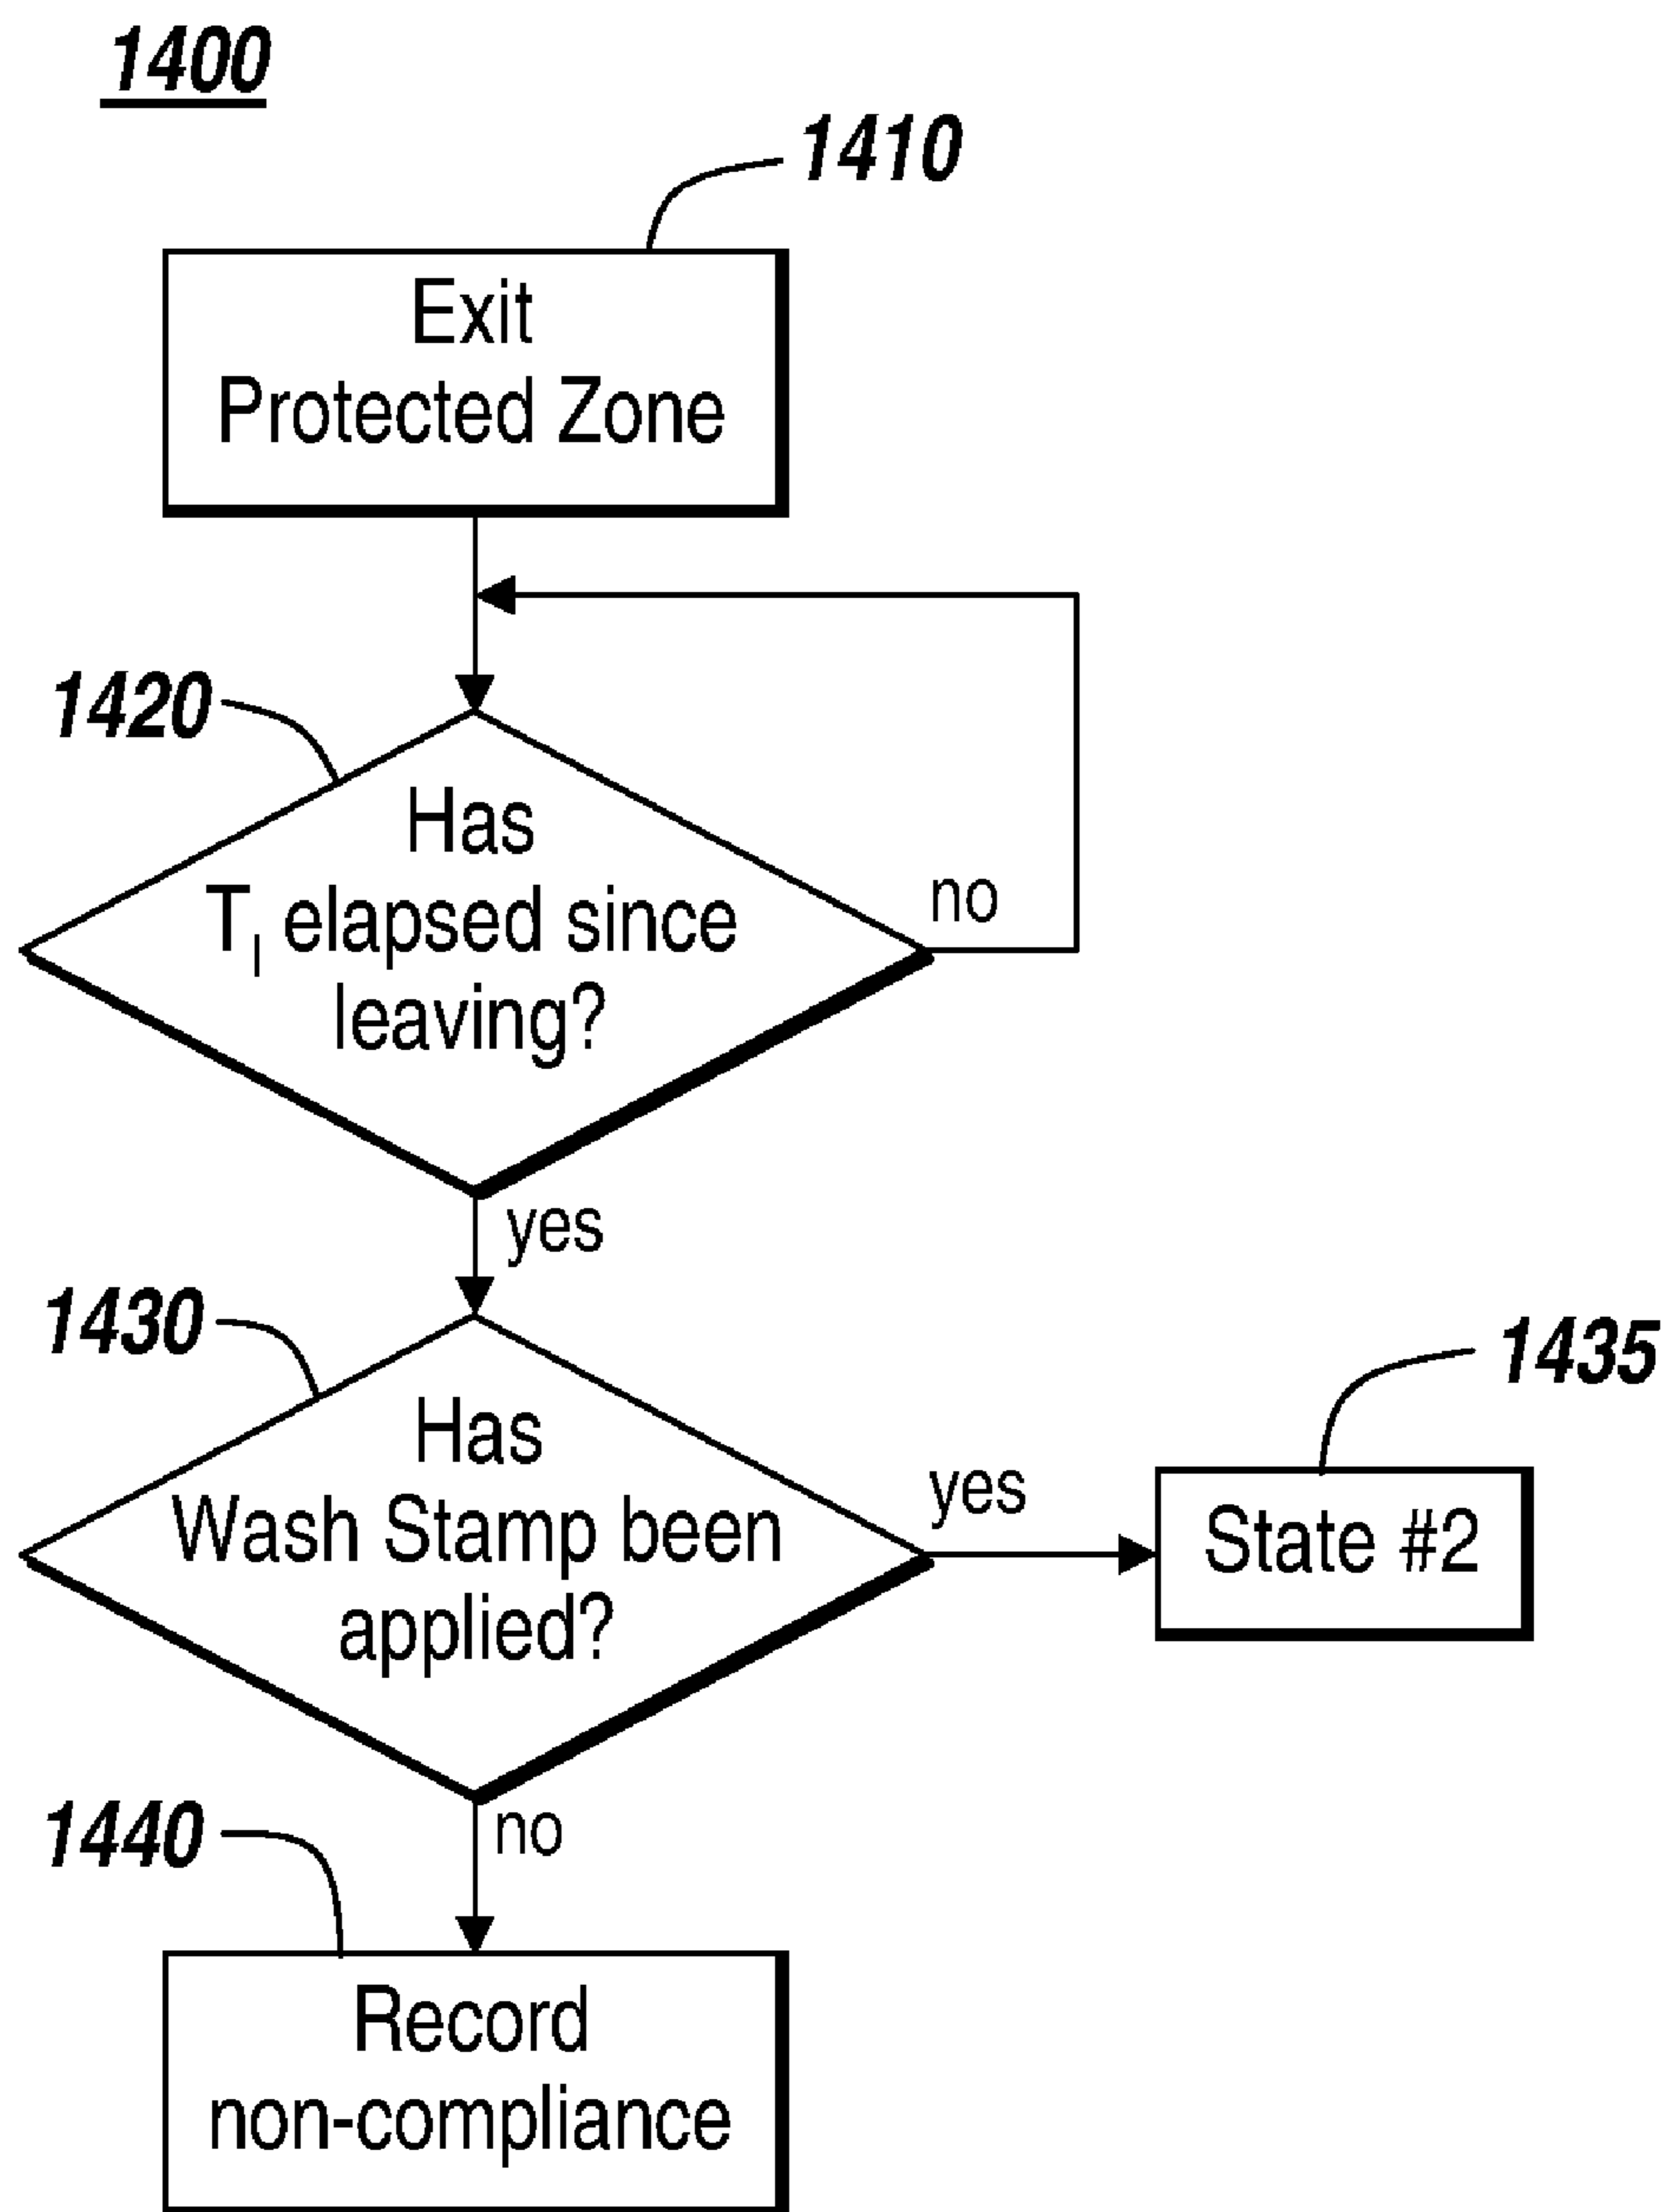 1400
1410
Exit
Protected Zone
1420
Has
T_l elapsed since
leaving?
no
yes
1430
Has
Wash Stamp been
applied?
yes
1435
State #2
no
1440
Record
non-compliance